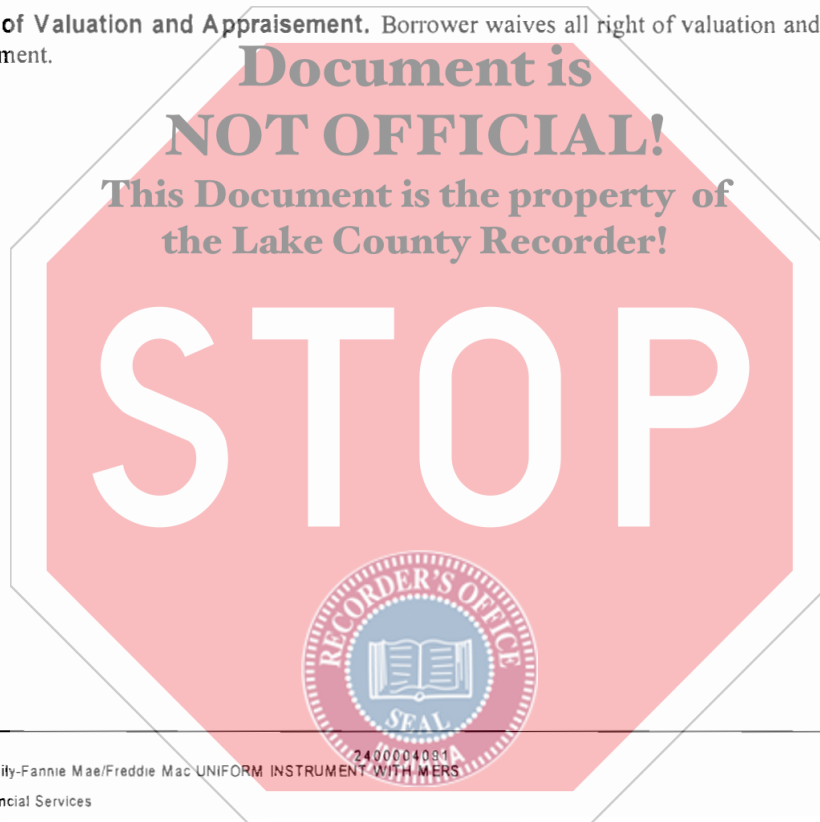 of Valuation and Appraisement. Borrower waives all right of valuation and
ment.
Document is
NOT OFFICIAL!
This Document is the property of
the Lake County Recorder!
STOP
RECORDER'S OFFICE
SEAL
2400004091
ily-Fannie Mae/Freddie Mac UNIFORM INSTRUMENT WITH MERS
ncial Services